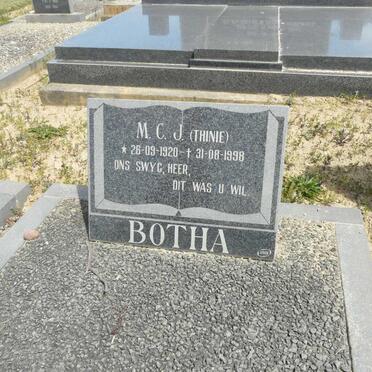 M. C. J. (THINIE)
* 26-09-1920 - † 31-08-1998
ONS SWYG, HEER,
DIT WAS U WIL
BOTHA